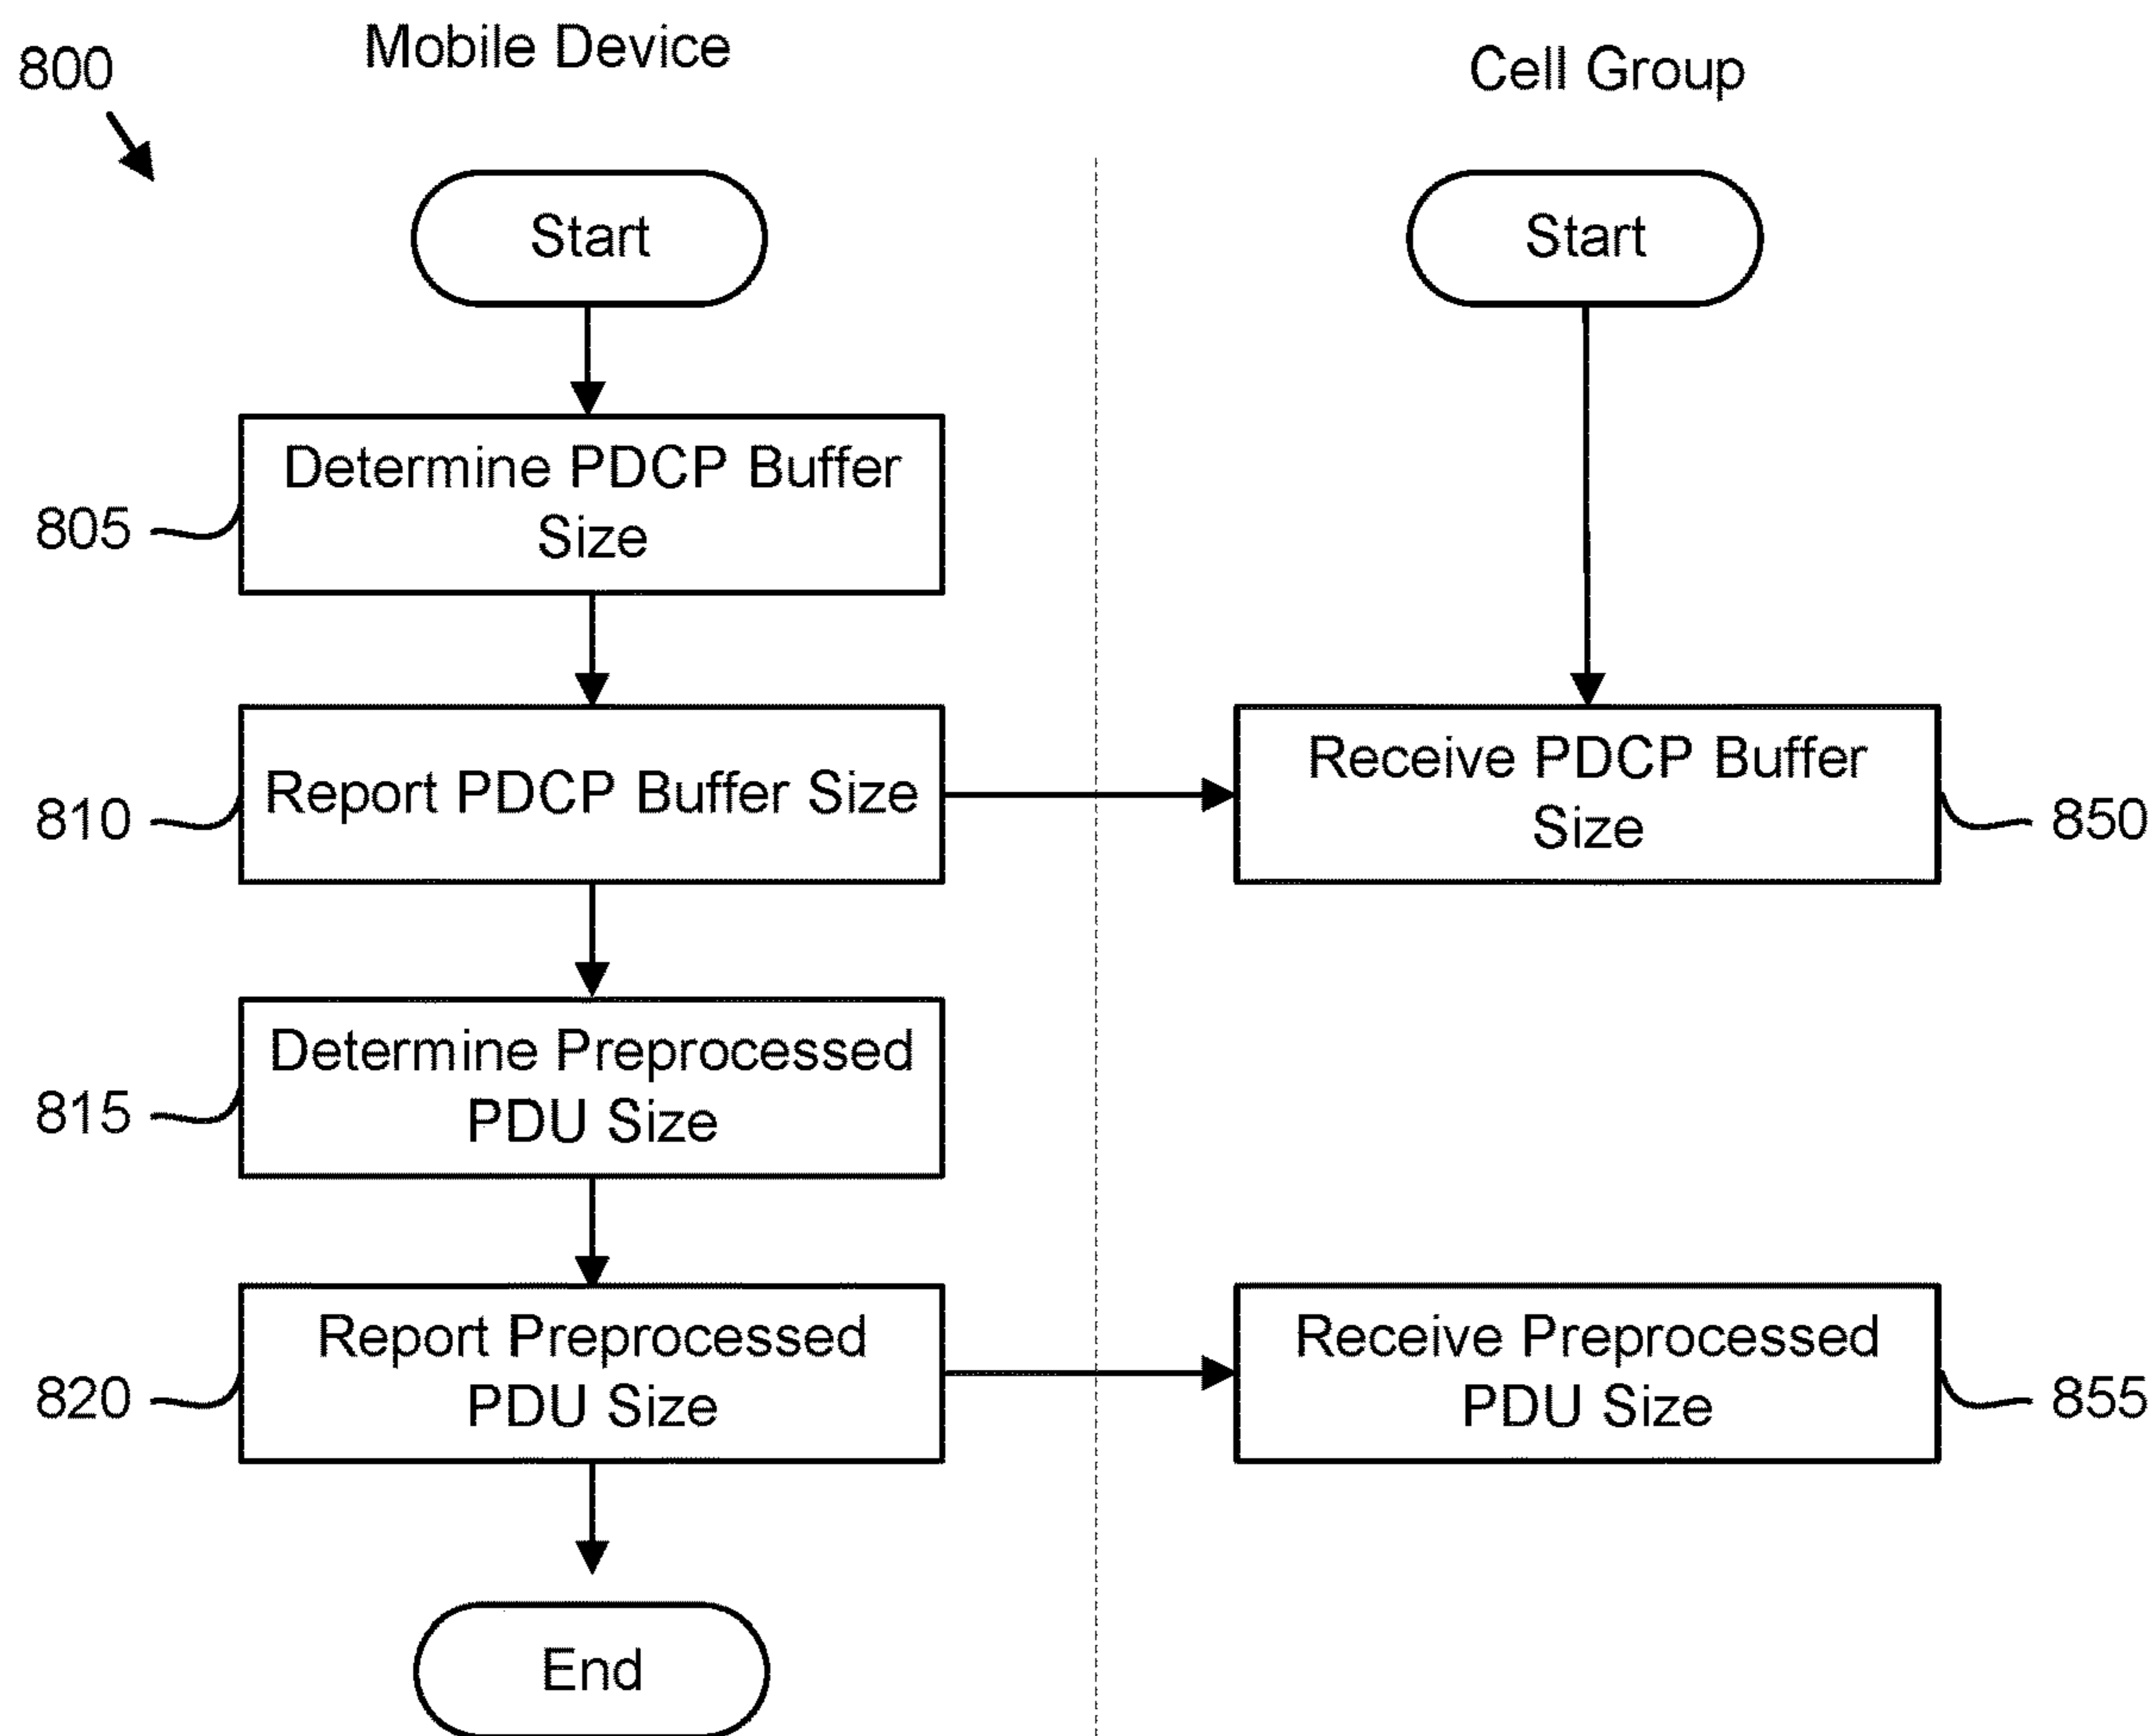 800
Mobile Device
Cell Group
Start
Start
Determine PDCP Buffer
Size
805
Report PDCP Buffer Size
810
Receive PDCP Buffer
Size
850
Determine Preprocessed
PDU Size
815
Report Preprocessed
PDU Size
820
Receive Preprocessed
PDU Size
855
End